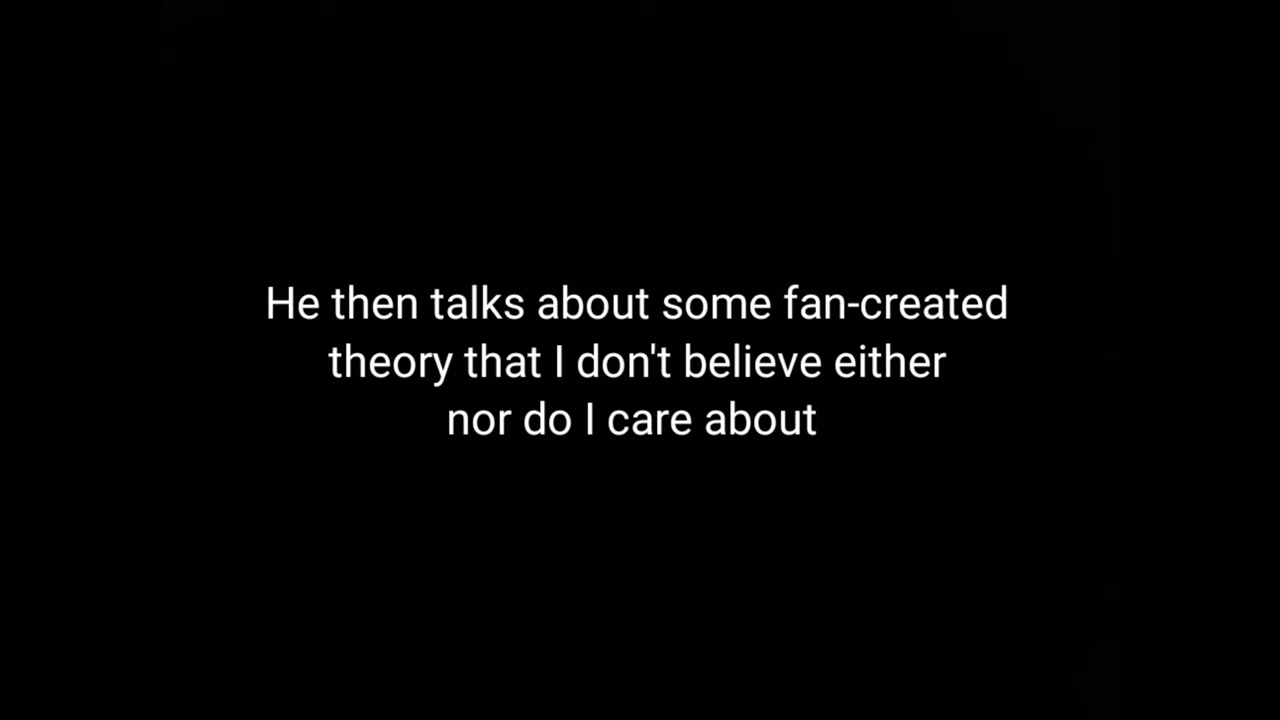 He then talks about some fan-created
theory that I don't believe either
nor do I care about